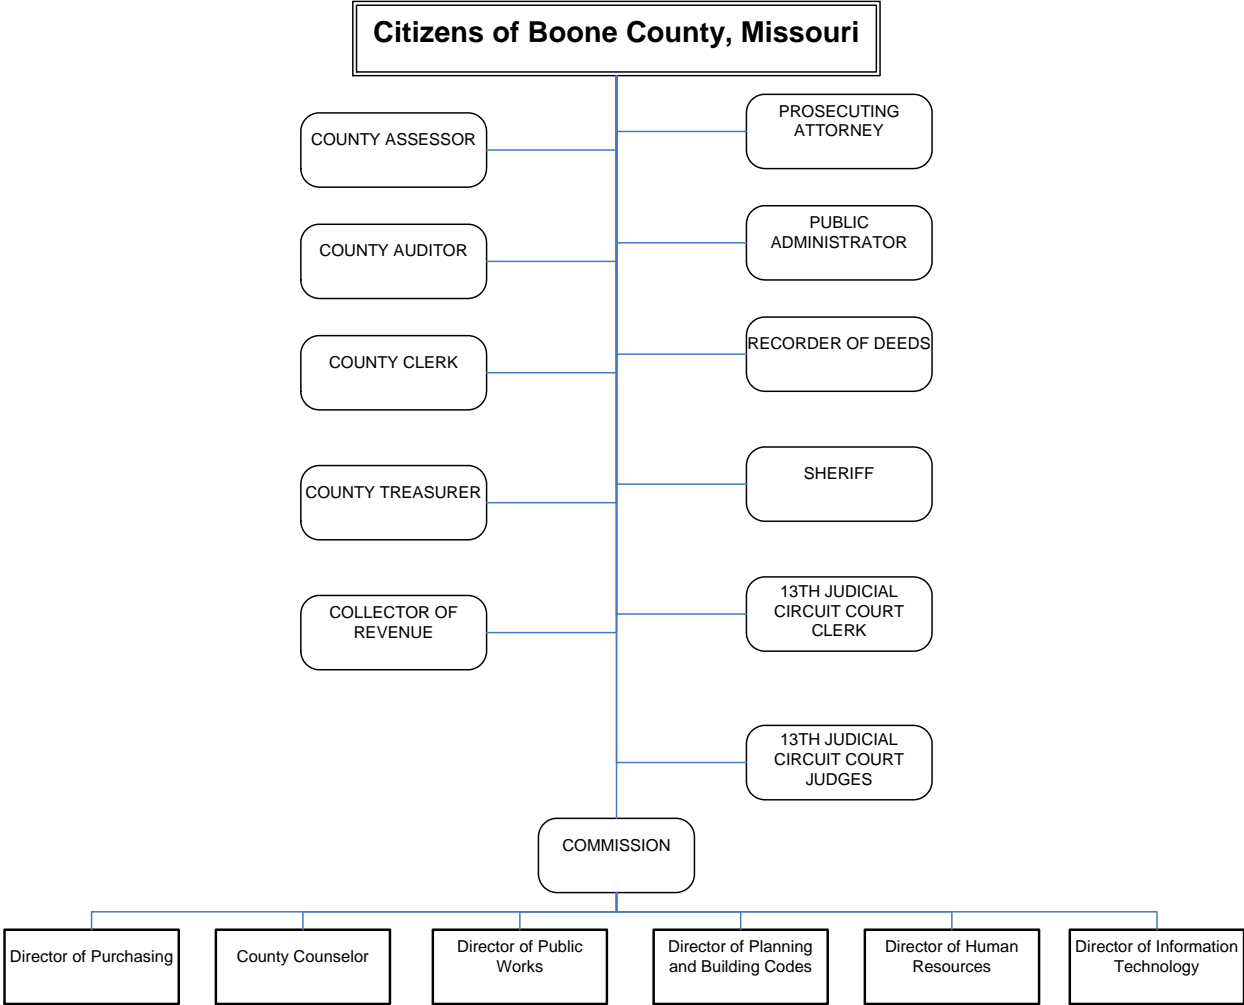 Citizens of Boone County, Missouri
COUNTY ASSESSOR
COUNTY AUDITOR
COUNTY CLERK
COUNTY TREASURER
COLLECTOR OF
REVENUE
PROSECUTING
ATTORNEY
PUBLIC
ADMINISTRATOR
RECORDER OF DEEDS
SHERIFF
13TH JUDICIAL
CIRCUIT COURT
CLERK
13TH JUDICIAL
CIRCUIT COURT
JUDGES
COMMISSION
Director of Purchasing
County Counselor
Director of Public
Works
Director of Planning
and Building Codes
Director of Human
Resources
Director of Information
Technology